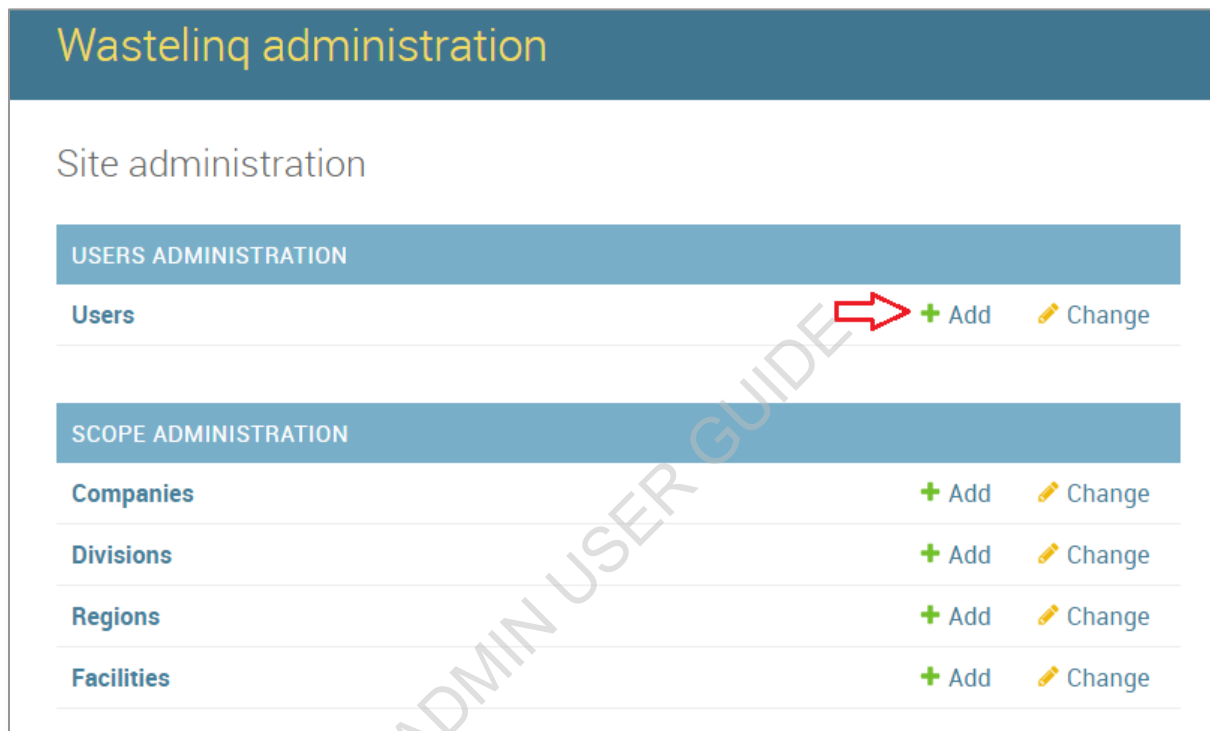 Wastelinq administration
Site administration
USERS ADMINISTRATION
Users Add Change
SCOPE ADMINISTRATION
Companies Add Change
Divisions Add Change
Regions Add Change
Facilities Add Change
ADMIN USER GUIDE